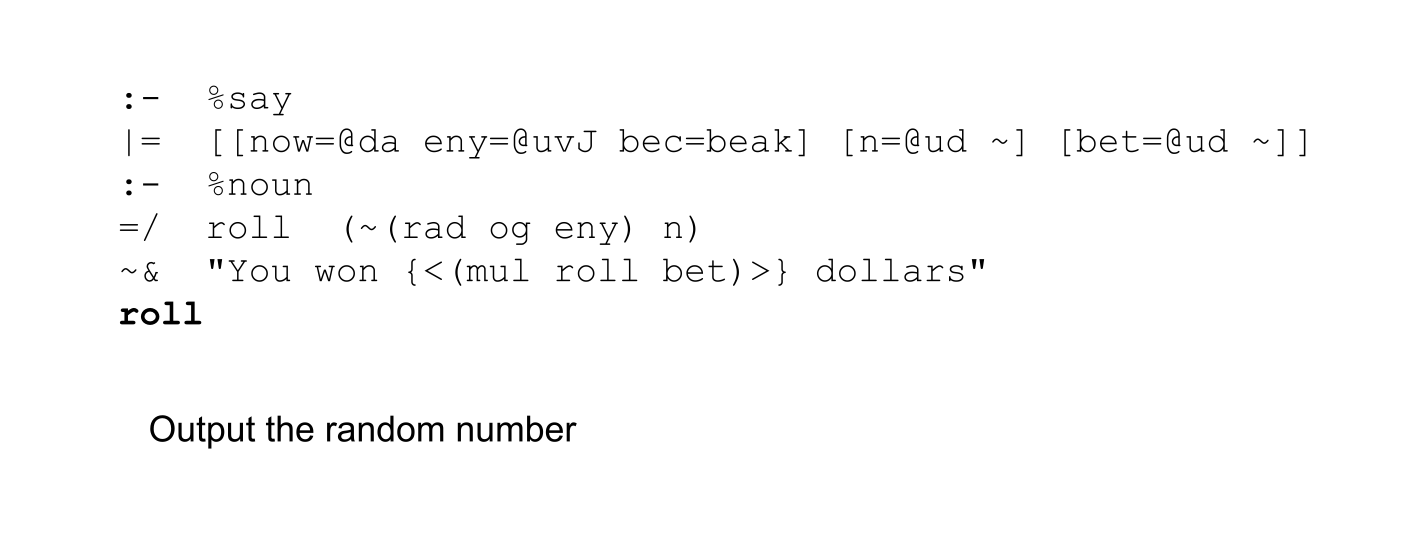 :-  %say
|=  [[now=@da eny=@uvJ bec=beak] [n=@ud ~] [bet=@ud ~]]
:-  %noun
=/  roll  (~(rad og eny) n)
~&  "You won {<(mul roll bet)>} dollars"
roll
Output the random number